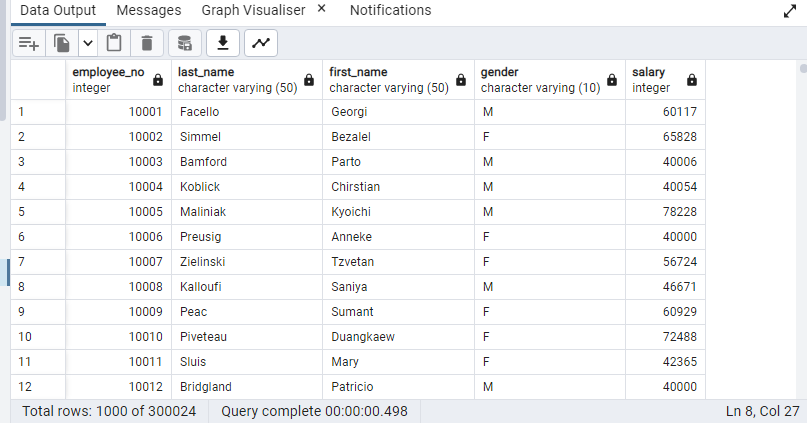 Data Output Messages Graph Visualiser × Notifications
employee_no last_name first_name gender salary
integer character varying (50) character varying (50) character varying (10) integer
1 10001 Facello Georgi M 60117
2 10002 Simmel Bezalel F 65828
3 10003 Bamford Parto M 40006
4 10004 Koblick Chirstian M 40054
5 10005 Maliniak Kyoichi M 78228
6 10006 Preusig Anneke F 40000
7 10007 Zielinski Tzvetan F 56724
8 10008 Kalloufi Saniya M 46671
9 10009 Peac Sumant F 60929
10 10010 Piveteau Duangkaew F 72488
11 10011 Sluis Mary F 42365
12 10012 Bridgland Patricio M 40000
Total rows: 1000 of 300024 Query complete 00:00:00.498 Ln 8, Col 27